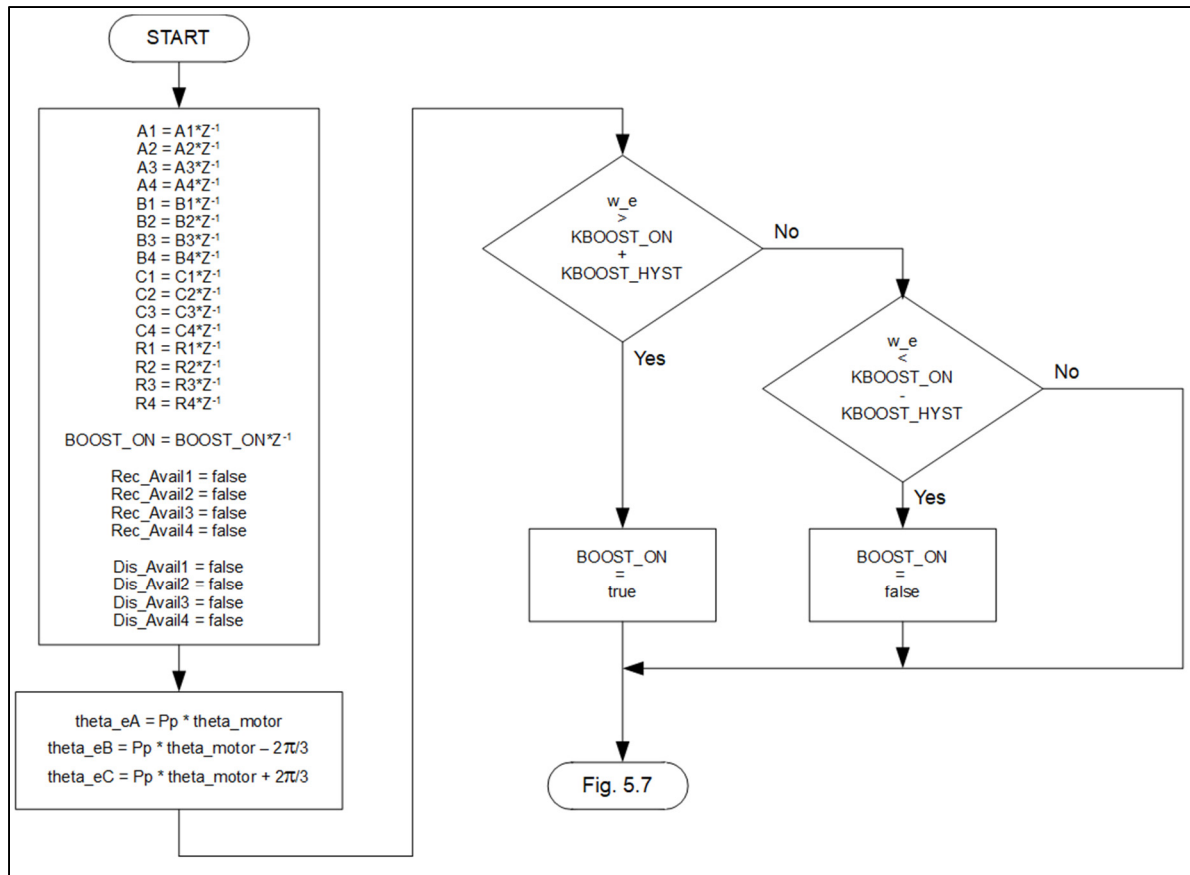 START
A1 = A1*Z⁻¹
A2 = A2*Z⁻¹
A3 = A3*Z⁻¹
A4 = A4*Z⁻¹
B1 = B1*Z⁻¹
B2 = B2*Z⁻¹
B3 = B3*Z⁻¹
B4 = B4*Z⁻¹
C1 = C1*Z⁻¹
C2 = C2*Z⁻¹
C3 = C3*Z⁻¹
C4 = C4*Z⁻¹
R1 = R1*Z⁻¹
R2 = R2*Z⁻¹
R3 = R3*Z⁻¹
R4 = R4*Z⁻¹
BOOST_ON = BOOST_ON*Z⁻¹
Rec_Avail1 = false
Rec_Avail2 = false
Rec_Avail3 = false
Rec_Avail4 = false
Dis_Avail1 = false
Dis_Avail2 = false
Dis_Avail3 = false
Dis_Avail4 = false
theta_eA = Pp * theta_motor
theta_eB = Pp * theta_motor – 2π/3
theta_eC = Pp * theta_motor + 2π/3
w_e
>
KBOOST_ON
+
KBOOST_HYST
No
Yes
w_e
<
KBOOST_ON
-
KBOOST_HYST
No
Yes
BOOST_ON
=
true
BOOST_ON
=
false
Fig. 5.7